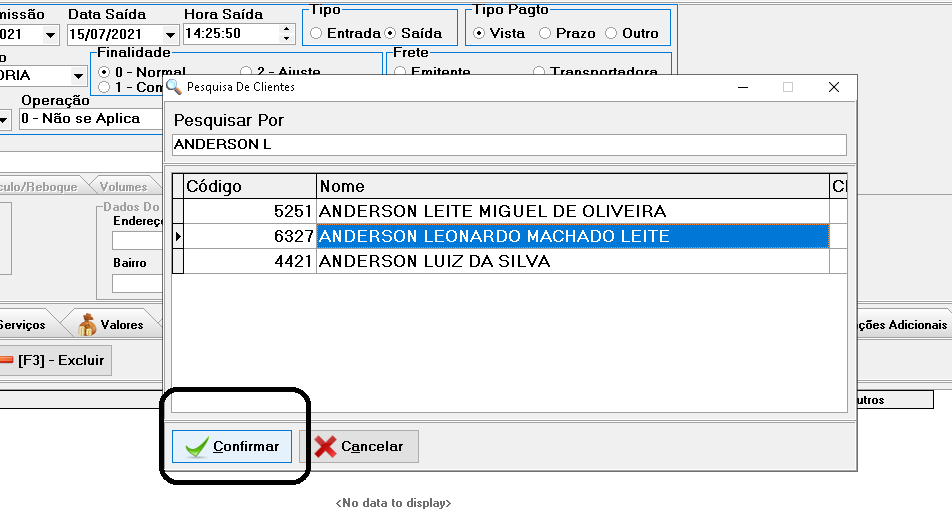 missão Data Saída Hora Saída Tipo Tipo Pagto
021 15/07/2021 14:25:50 Entrada Saída Vista Prazo Outro
o Finalidade Frete
ORIA 0 - Normal 2 - Ajuste Emitente Transportadora
1 - Con
Operação
0 - Não se Aplica
Pesquisa De Clientes
Pesquisar Por
ANDERSON L
Código Nome Cl
5251 ANDERSON LEITE MIGUEL DE OLIVEIRA
6327 ANDERSON LEONARDO MACHADO LEITE
4421 ANDERSON LUIZ DA SILVA
culo/Reboque Volumes
Dados Do
Endereç
Bairro
Serviços Valores ções Adicionais
[F3] - Excluir
utros
Confirmar Cancelar
<No data to display>